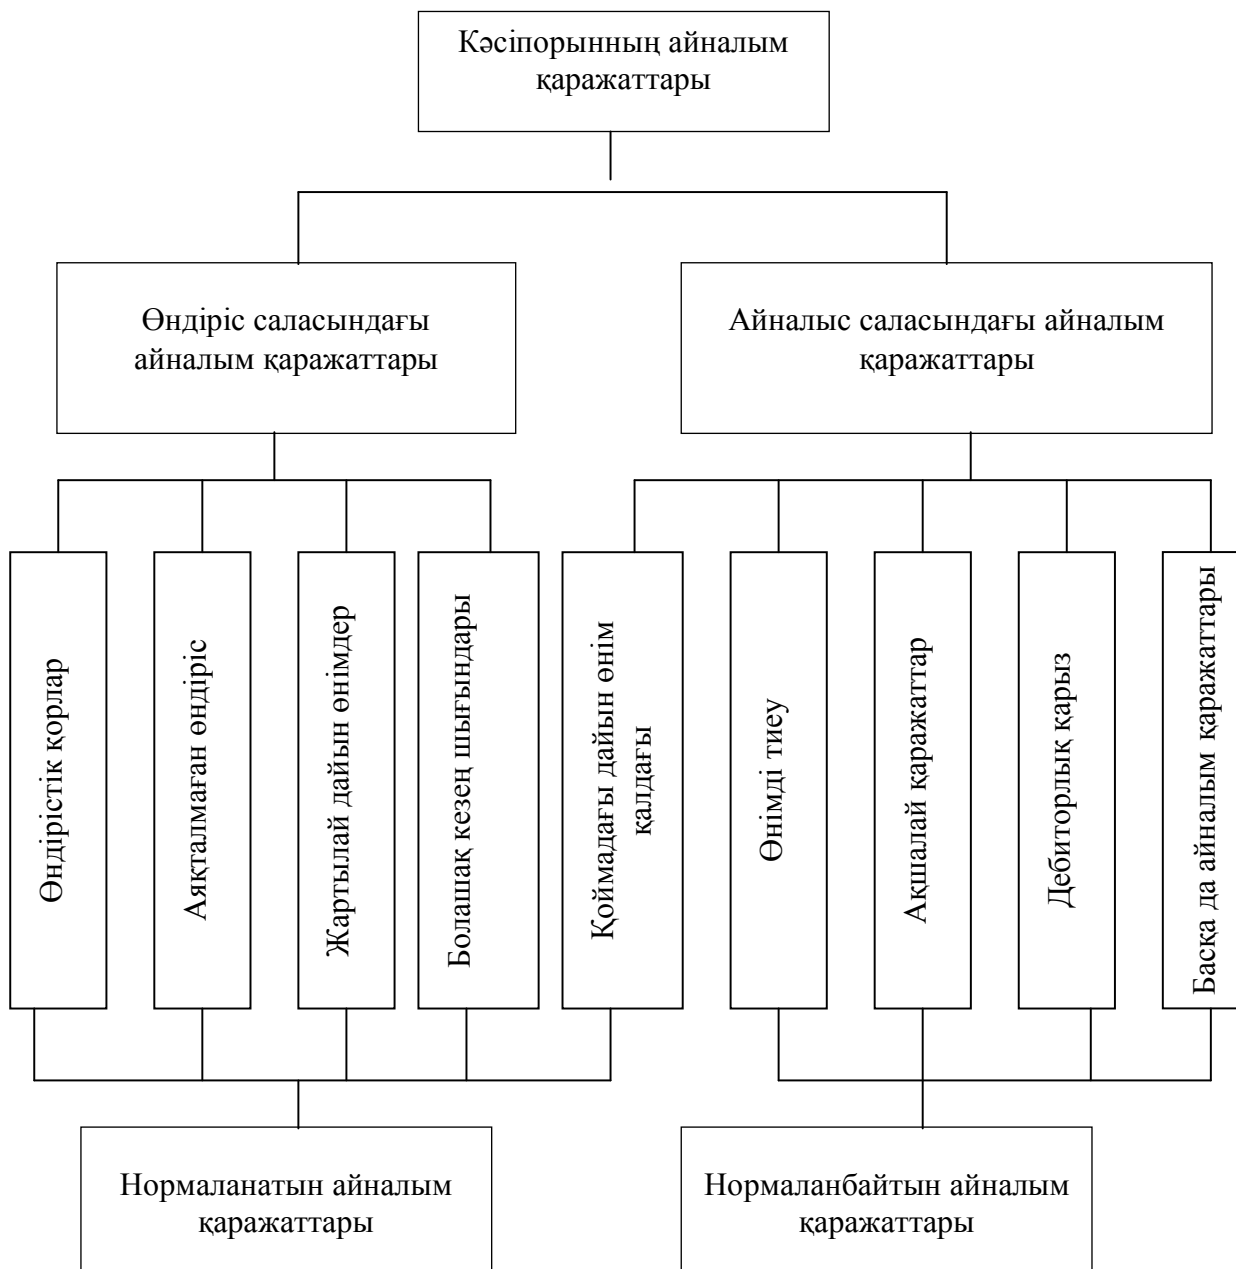 Кәсіпорынның айналым
қаражаттары
Өндіріс саласындағы
айналым қаражаттары
Айналыс саласындағы айналым
қаражаттары
Өндірістік қорлар
Аяқталмаған өндіріс
Жартылай дайын өнімдер
Болашақ кезең шығындары
Қоймадағы дайын өнім
қалдағы
Өнімді тиеу
Ақшалай қаражаттар
Дебиторлық қарыз
Басқа да айналым қаражаттары
Нормаланатын айналым
қаражаттары
Нормаланбайтын айналым
қаражаттары